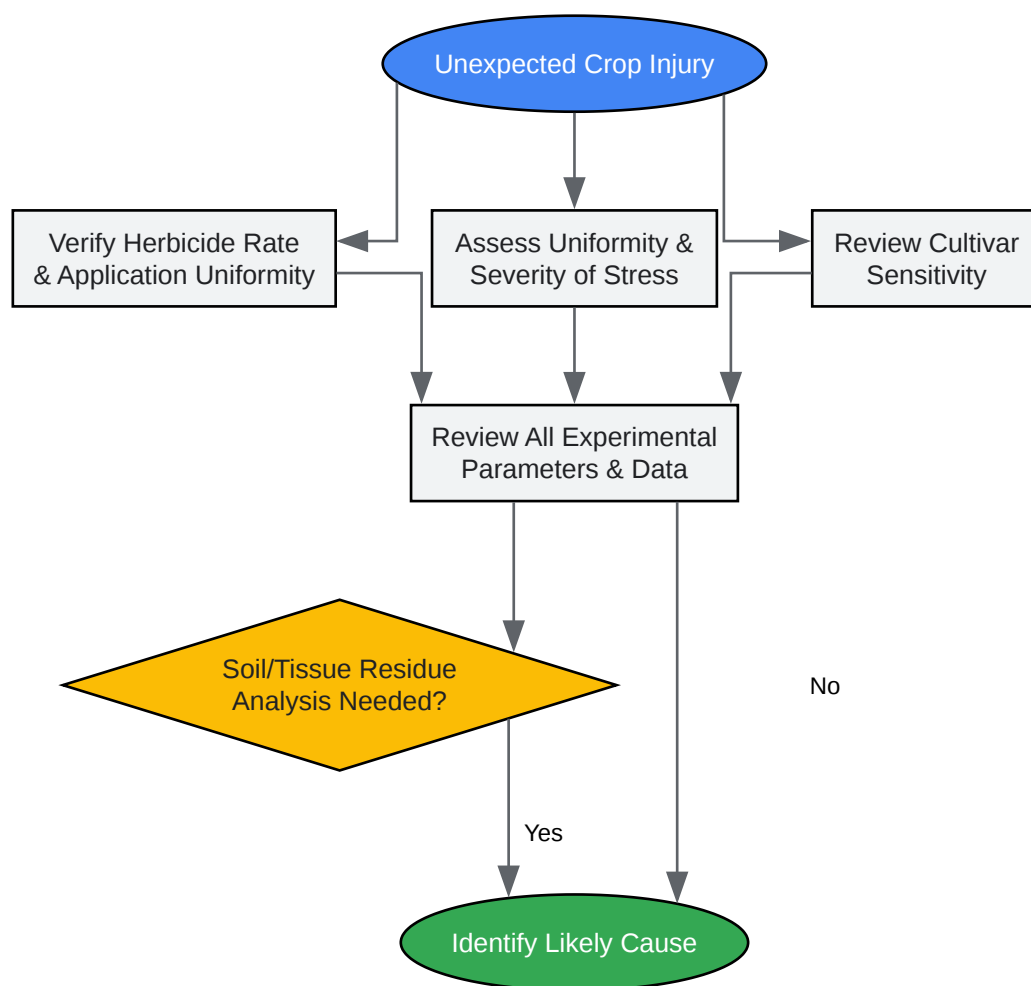 Unexpected Crop Injury
Verify Herbicide Rate
& Application Uniformity
Assess Uniformity &
Severity of Stress
Review Cultivar
Sensitivity
Review All Experimental
Parameters & Data
Soil/Tissue Residue
Analysis Needed?
No
Yes
Identify Likely Cause